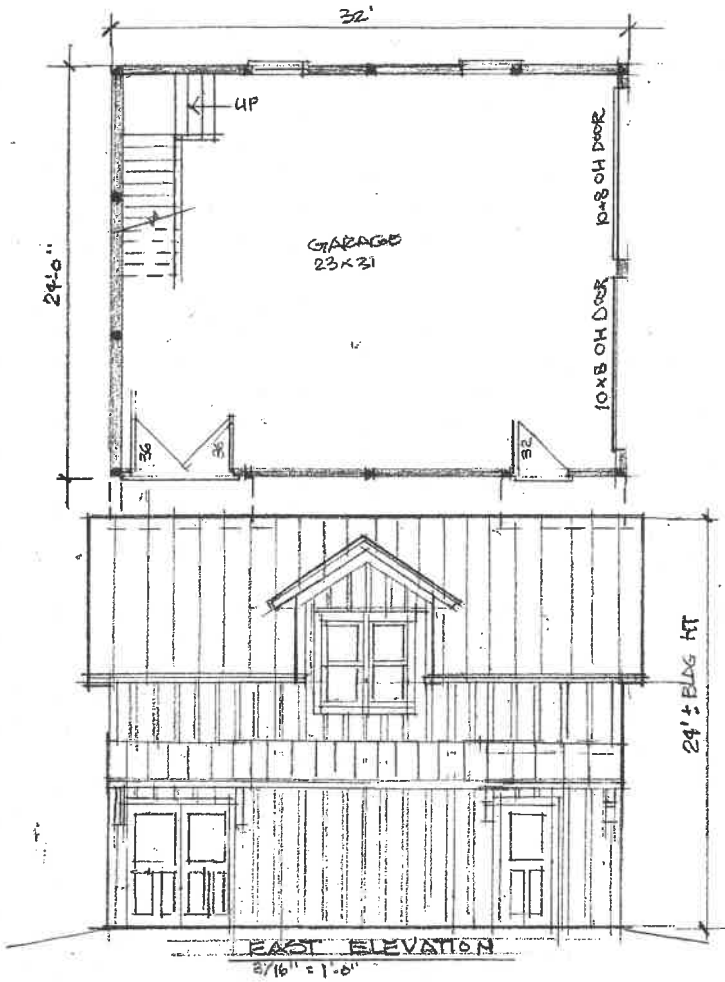 32'
UP
10x8 OH DOOR
24'-0"
GARAGE
23x31
10x8 OH DOOR
36
36
32
24' ± BLDG HT
EAST ELEVATION
3/16" = 1'-0"